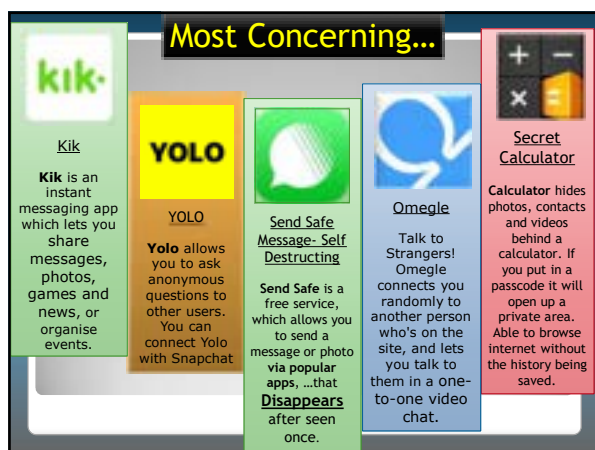 Most Concerning...
kik·
Kik
Kik is an
instant
messaging app
which lets you
share
messages,
photos,
games and
news, or
organise
events.
YOLO
YOLO
Yolo allows
you to ask
anonymous
questions to
other users.
You can
connect Yolo
with Snapchat
Send Safe
Message- Self
Destructing
Send Safe is a
free service,
which allows you
to send a
message or photo
via popular
apps, …that
Disappears
after seen
once.
Omegle
Talk to
Strangers!
Omegle
connects you
randomly to
another person
who's on the
site, and lets
you talk to
them in a one-
to-one video
chat.
+ −
× =
Secret
Calculator
Calculator hides
photos, contacts
and videos
behind a
calculator. If
you put in a
passcode it will
open up a
private area.
Able to browse
internet without
the history being
saved.